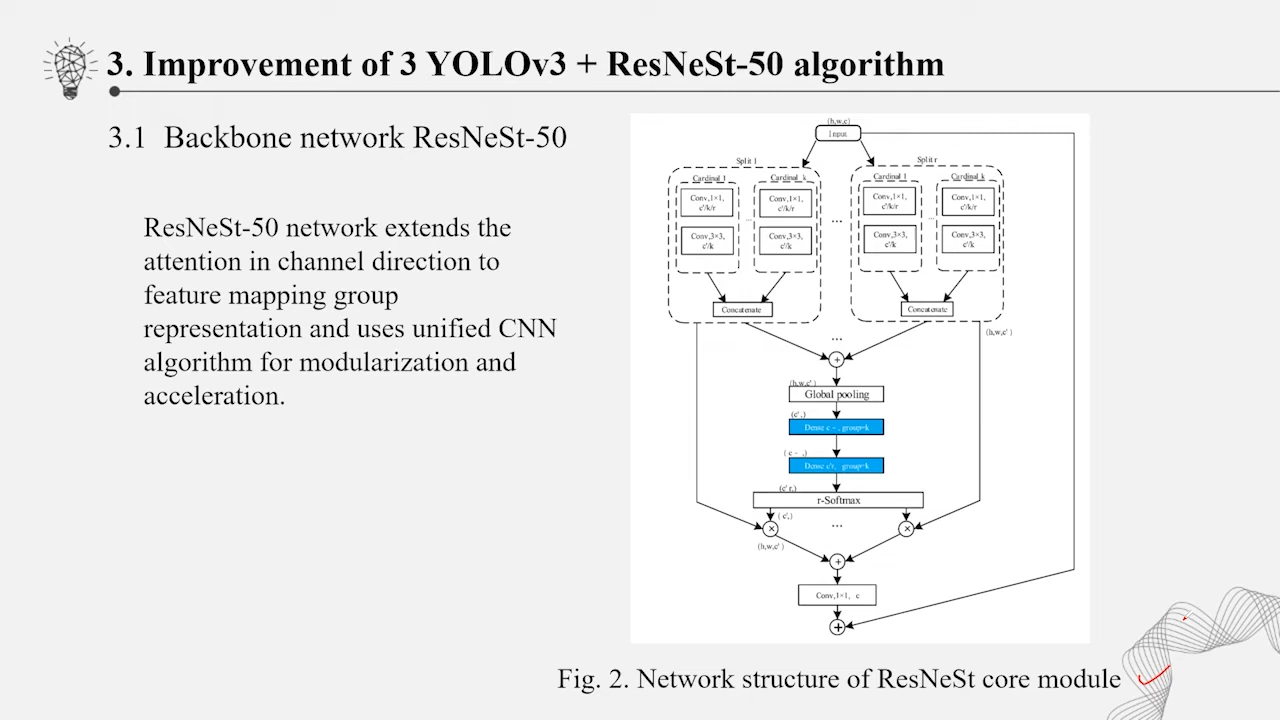 3. Improvement of 3 YOLOv3 + ResNeSt-50 algorithm
3.1 Backbone network ResNeSt-50
ResNeSt-50 network extends the
attention in channel direction to
feature mapping group
representation and uses unified CNN
algorithm for modularization and
acceleration.
(h,w,c)
Input
Split 1
Split r
Cardinal 1
Cardinal k
Cardinal 1
Cardinal k
Conv,1×1,
c'/k/r
Conv,1×1,
c'/k/r
Conv,1×1,
c'/k/r
Conv,1×1,
c'/k/r
...
...
...
Conv,3×3,
c'/k
Conv,3×3,
c'/k
Conv,3×3,
c'/k
Conv,3×3,
c'/k
Concatenate
Concatenate
(h,w,c')
...
+
(h,w,c')
Global pooling
(c',)
Dense c - , group=k
( c - ,)
Dense c'r, group=k
(c' r,)
r-Softmax
( c',)
× ... ×
(h,w,c' )
+
Conv,1×1, c
+
Fig. 2. Network structure of ResNeSt core module